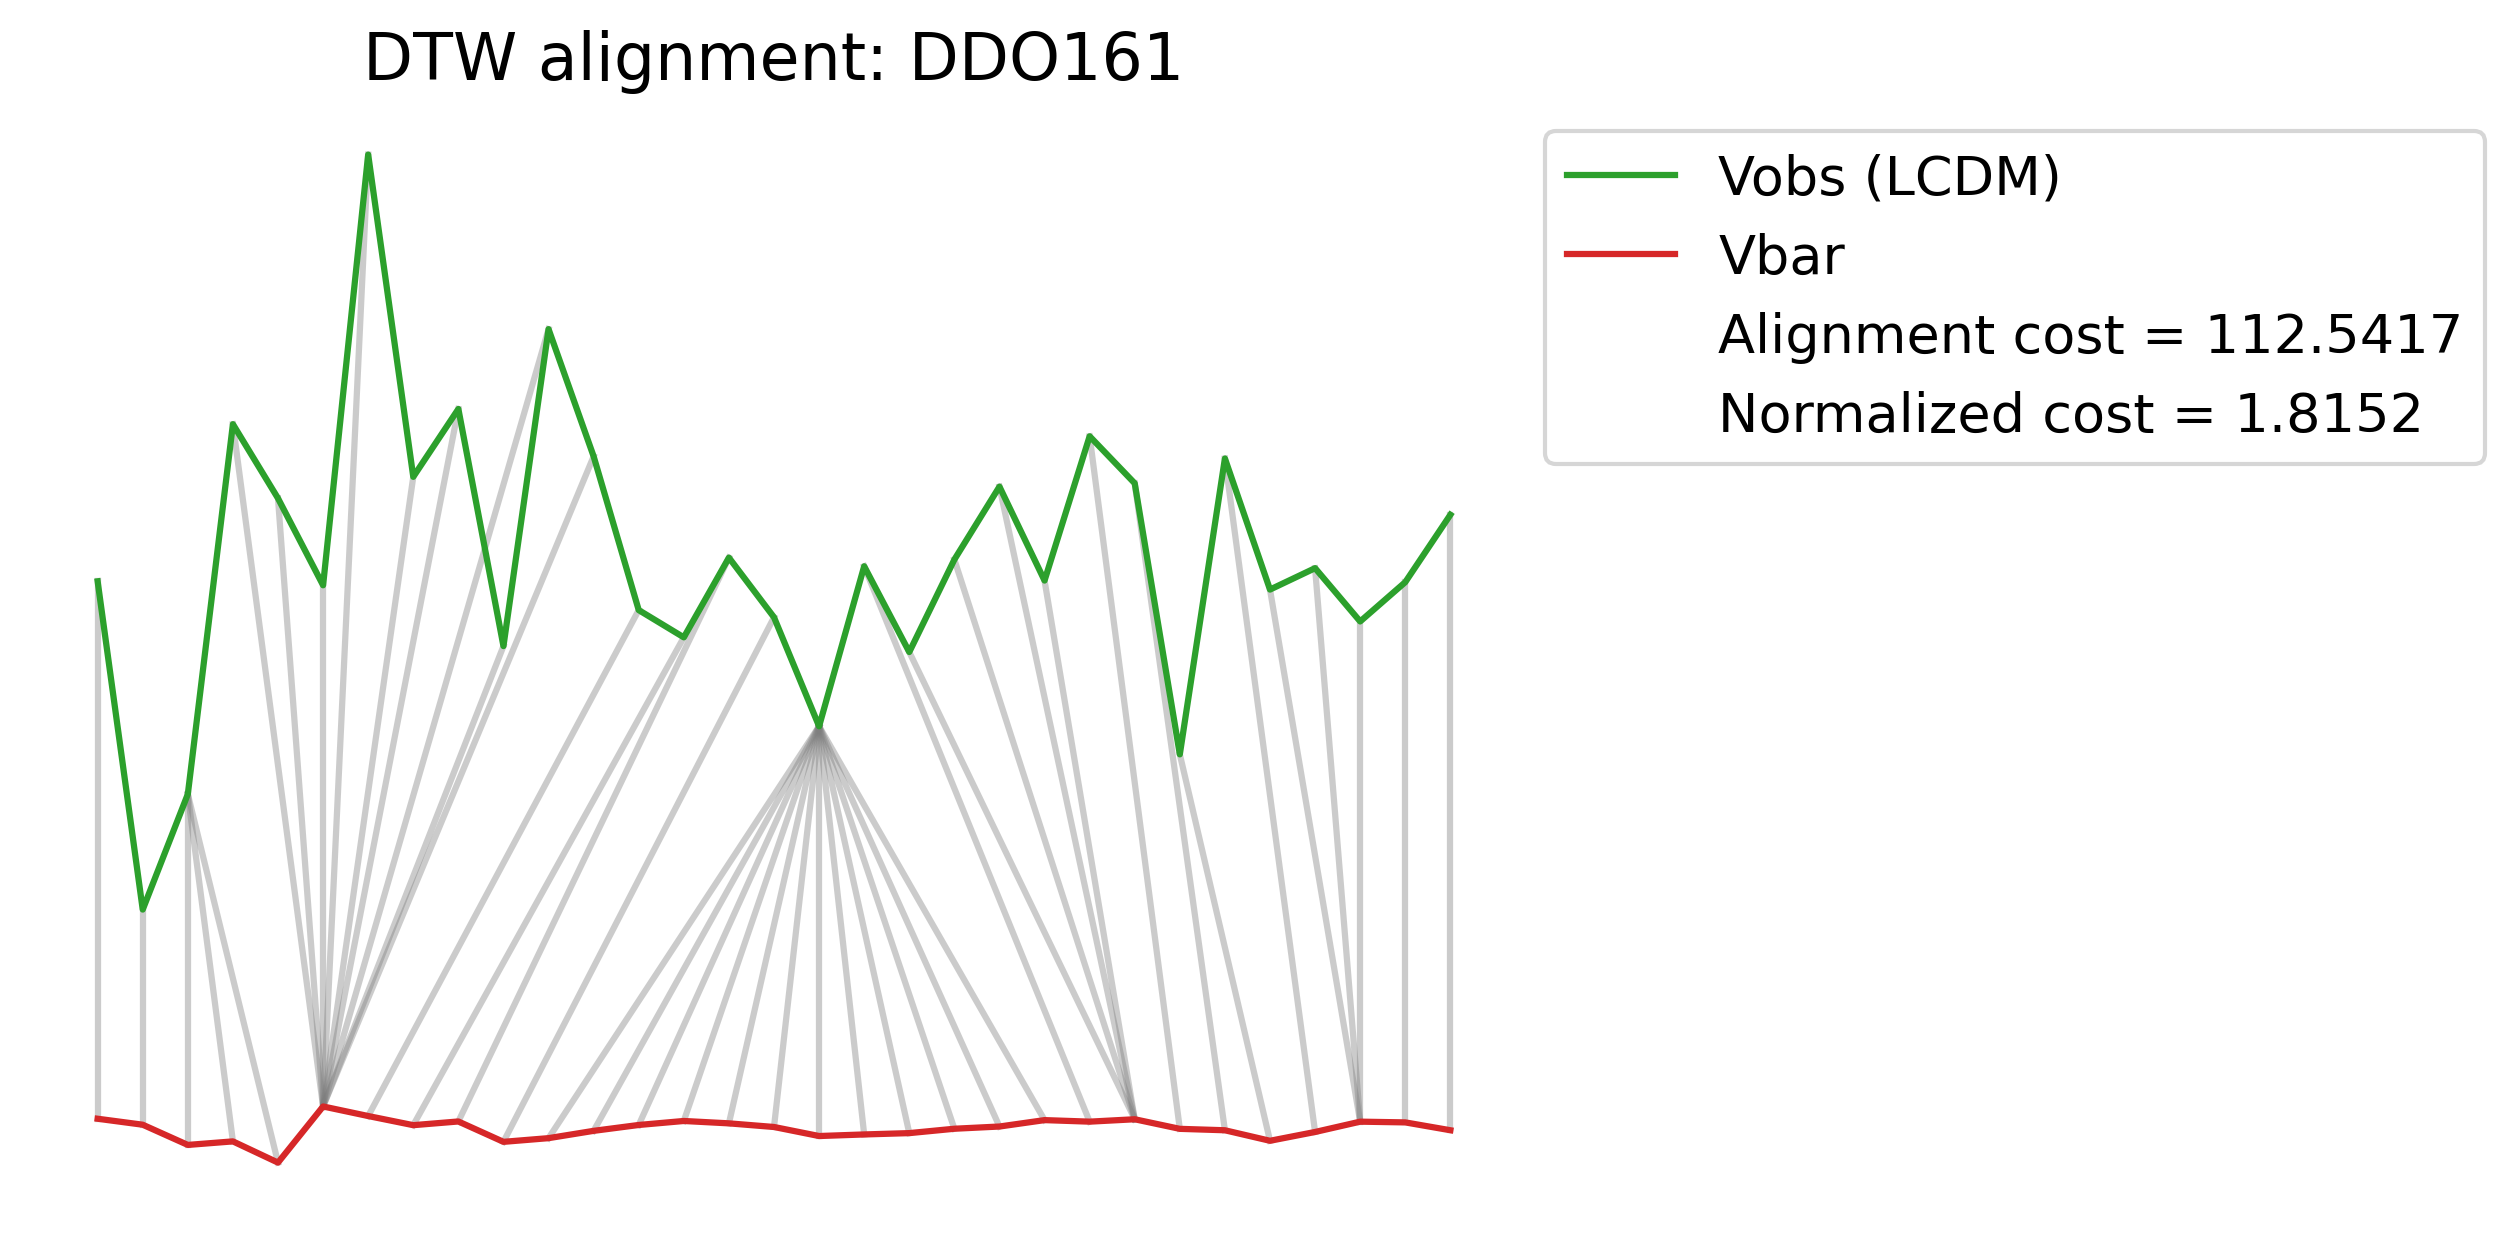 DTW alignment: DDO161
Vobs (LCDM)
Vbar
Alignment cost = 112.5417
Normalized cost = 1.8152